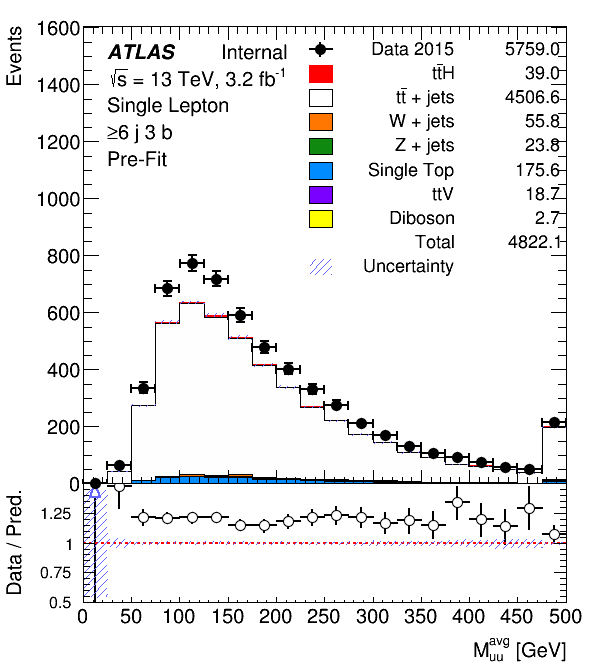 Events
1600
1400
1200
1000
800
600
400
200
0
ATLAS Internal
√s = 13 TeV, 3.2 fb⁻¹
Single Lepton
≥6 j 3 b
Pre-Fit
Data 2015 5759.0
tt̄H 39.0
tt̄ + jets 4506.6
W + jets 55.8
Z + jets 23.8
Single Top 175.6
ttV 18.7
Diboson 2.7
Total 4822.1
Uncertainty
Data / Pred.
1.25
1
0.75
0.5
0 50 100 150 200 250 300 350 400 450 500
M_uu^avg [GeV]